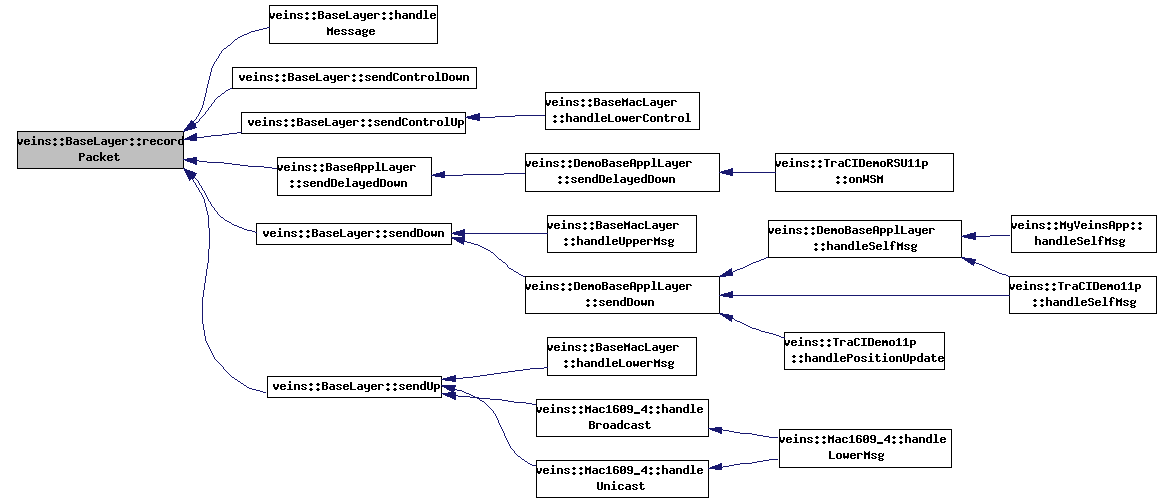 veins::BaseLayer::handle
Message
veins::BaseLayer::sendControlDown
veins::BaseLayer::sendControlUp
veins::BaseMacLayer
::handleLowerControl
veins::BaseLayer::record
Packet
veins::BaseApplLayer
::sendDelayedDown
veins::DemoBaseApplLayer
::sendDelayedDown
veins::TraCIDemoRSU11p
::onWSM
veins::BaseLayer::sendDown
veins::BaseMacLayer
::handleUpperMsg
veins::DemoBaseApplLayer
::handleSelfMsg
veins::MyVeinsApp::
handleSelfMsg
veins::DemoBaseApplLayer
::sendDown
veins::TraCIDemo11p
::handleSelfMsg
veins::TraCIDemo11p
::handlePositionUpdate
veins::BaseMacLayer
::handleLowerMsg
veins::BaseLayer::sendUp
veins::Mac1609_4::handle
Broadcast
veins::Mac1609_4::handle
LowerMsg
veins::Mac1609_4::handle
Unicast